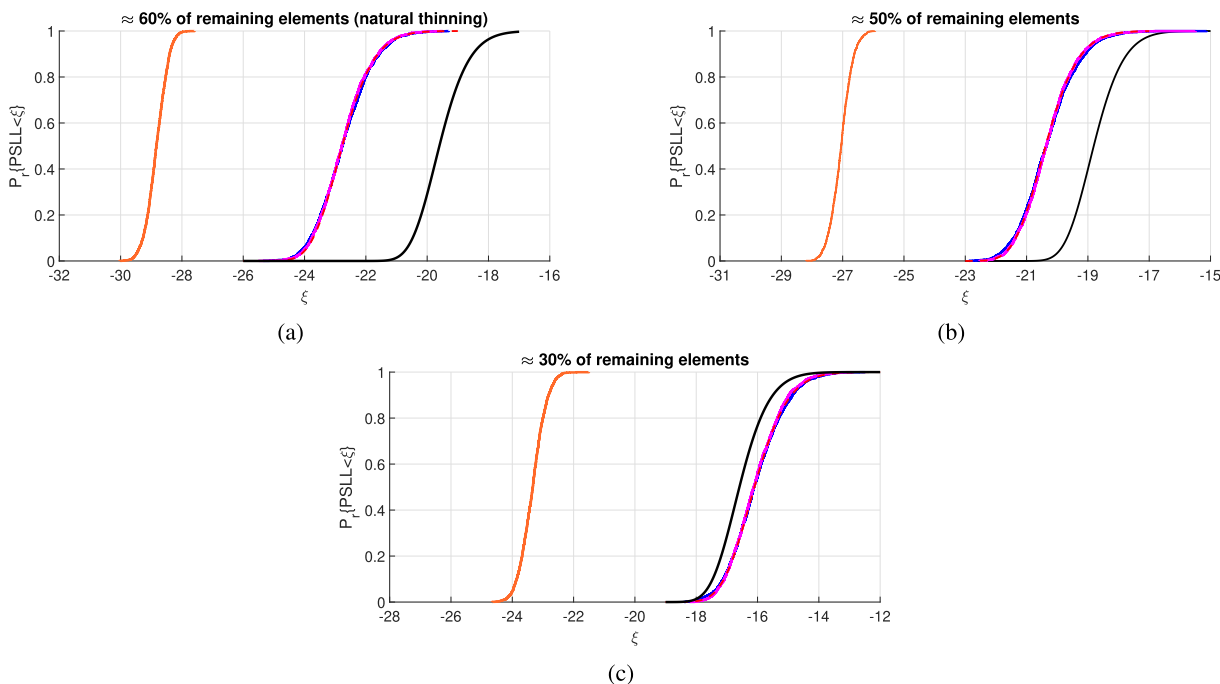 ≈ 60% of remaining elements (natural thinning)
1
0.8
0.6
0.4
0.2
0
P_r{PSLL<ξ}
-32 -30 -28 -26 -24 -22 -20 -18 -16
ξ
(a)
≈ 50% of remaining elements
1
0.8
0.6
0.4
0.2
0
P_r{PSLL<ξ}
-31 -29 -27 -25 -23 -21 -19 -17 -15
ξ
(b)
≈ 30% of remaining elements
1
0.8
0.6
0.4
0.2
0
P_r{PSLL<ξ}
-28 -26 -24 -22 -20 -18 -16 -14 -12
ξ
(c)